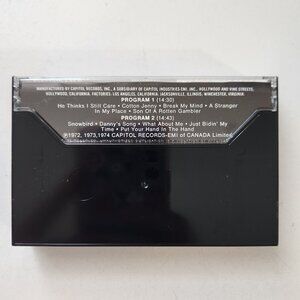 MANUFACTURED BY CAPITOL RECORDS, INC., A SUBSIDIARY OF CAPITOL INDUSTRIES-EMI, INC., HOLLYWOOD AND VINE STREETS,
HOLLYWOOD, CALIFORNIA. FACTORIES: LOS ANGELES, CALIFORNIA, JACKSONVILLE, ILLINOIS, WINCHESTER, VIRGINIA.
PROGRAM 1 (14:30)
He Thinks I Still Care • Cotton Jenny • Break My Mind • A Stranger
In My Place • Son Of A Rotten Gambler
PROGRAM 2 (14:43)
Snowbird • Danny's Song • What About Me • Just Bidin' My
Time • Put Your Hand In The Hand
℗1972, 1973, 1974 CAPITOL RECORDS-EMI of CANADA Limited